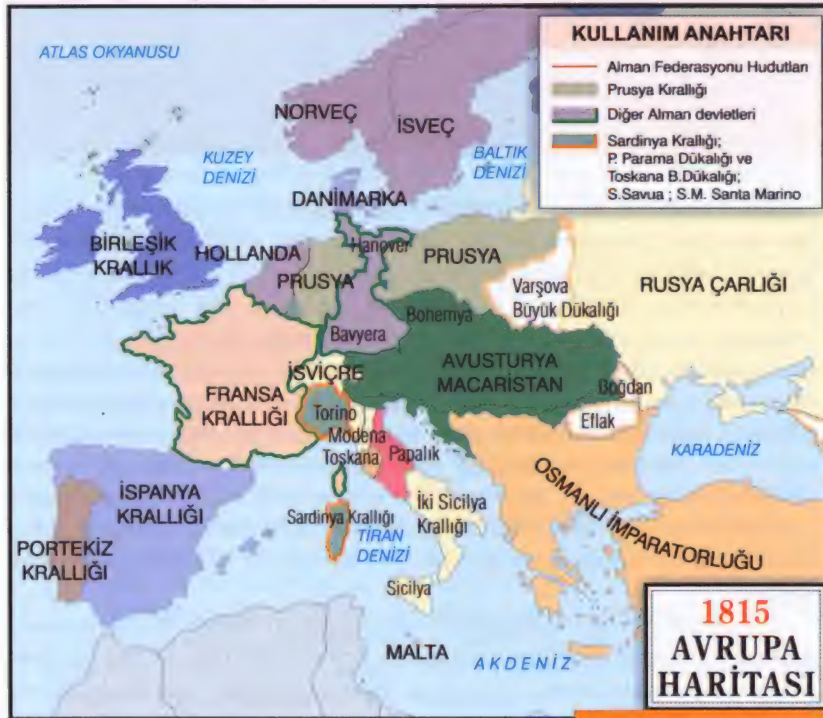 ATLAS OKYANUSU
KULLANIM ANAHTARI
Alman Federasyonu Hudutları
Prusya Kırallığı
Diğer Alman devletleri
Sardinya Krallığı;
P. Parama Dükalığı ve
Toskana B.Dükalığı;
S.Savua ; S.M. Santa Marino
NORVEÇ
İSVEÇ
KUZEY
DENİZİ
BALTIK
DENİZİ
DANİMARKA
BİRLEŞİK
KRALLIK
HOLLANDA
Hanover
PRUSYA
PRUSYA
Varşova
Büyük Dükalığı
RUSYA ÇARLIĞI
Bohemya
Bavyera
AVUSTURYA
MACARİSTAN
İSVİÇRE
FRANSA
KRALLIĞI
Boğdan
Eflak
Torino
Modena
Toskana
Papalık
KARADENİZ
İSPANYA
KRALLIĞI
PORTEKİZ
KRALLIĞI
Sardinya Krallığı
TİRAN
DENİZİ
İki Sicilya
Krallığı
OSMANLI İMPARATORLUĞU
Sicilya
MALTA
AKDENİZ
1815
AVRUPA
HARİTASI